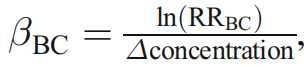 β_BC = ln(RR_BC) / Δconcentration,